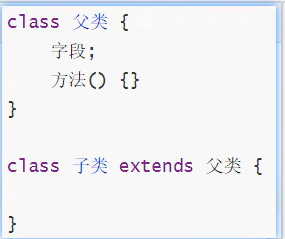 class 父类 {
    字段;
    方法() {}
}

class 子类 extends 父类 {

}